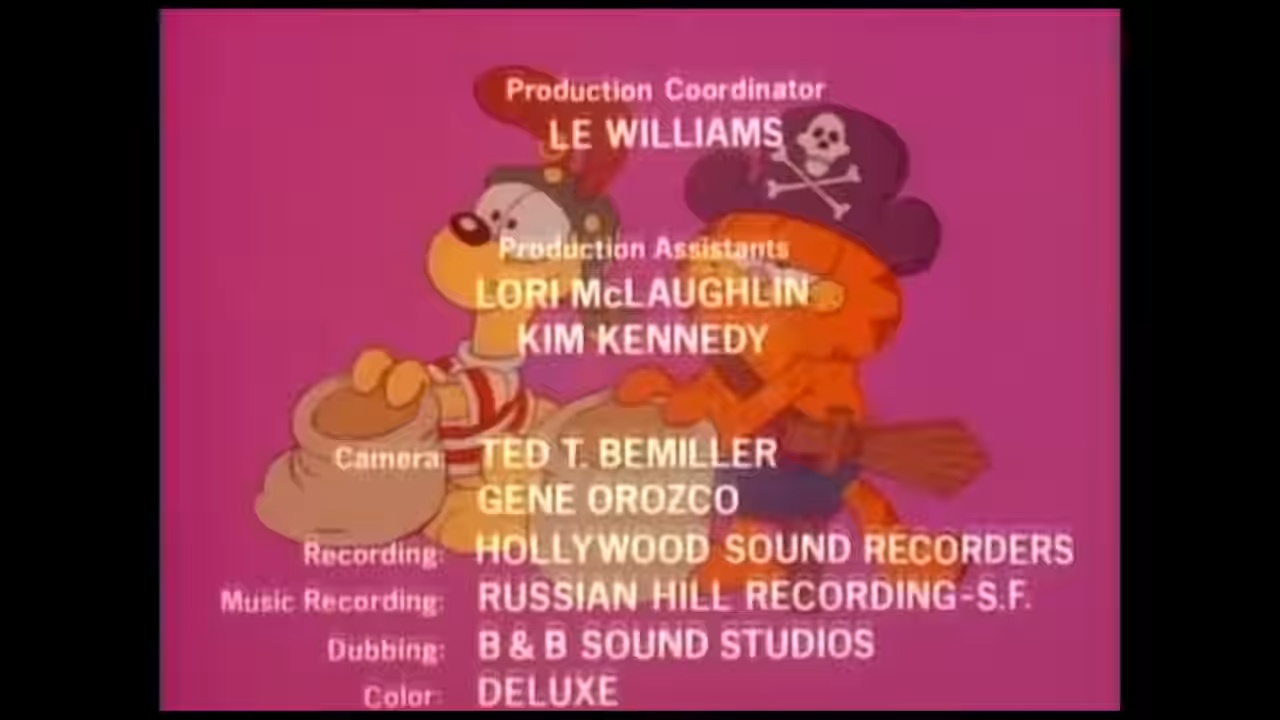 Production Coordinator
LE WILLIAMS
Production Assistants
LORI McLAUGHLIN
KIM KENNEDY
Camera: TED T. BEMILLER
GENE OROZCO
Recording: HOLLYWOOD SOUND RECORDERS
Music Recording: RUSSIAN HILL RECORDING-S.F.
Dubbing: B & B SOUND STUDIOS
Color: DELUXE